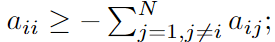 $a_{ii} \geq -\sum_{j=1, j\neq i}^{N} a_{ij};$